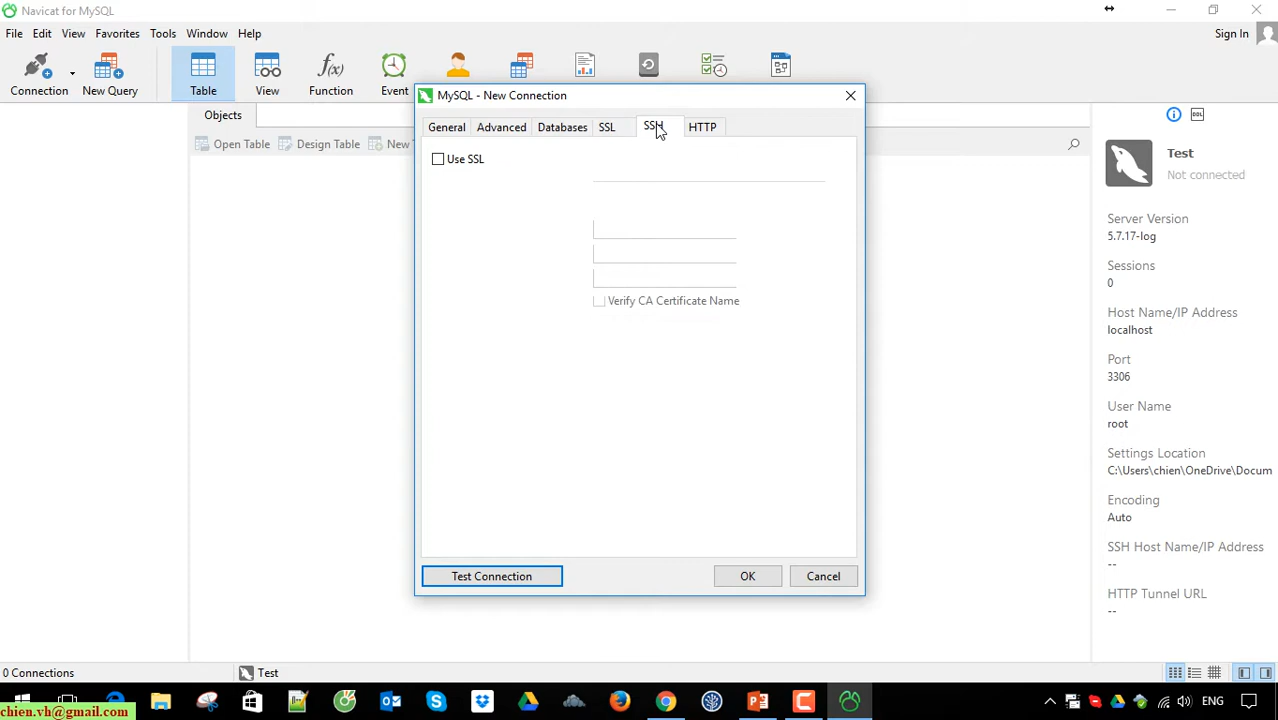 Navicat for MySQL
File Edit View Favorites Tools Window Help
Sign In
Connection New Query Table View Function Event
MySQL - New Connection
Objects
General Advanced Databases SSL SSH HTTP
Open Table Design Table New T
Use SSL
Verify CA Certificate Name
Test Connection OK Cancel
Test
Not connected
Server Version
5.7.17-log
Sessions
0
Host Name/IP Address
localhost
Port
3306
User Name
root
Settings Location
C:\Users\chien\OneDrive\Docum
Encoding
Auto
SSH Host Name/IP Address
--
HTTP Tunnel URL
--
0 Connections Test
ENG
chien.vh@gmail.com